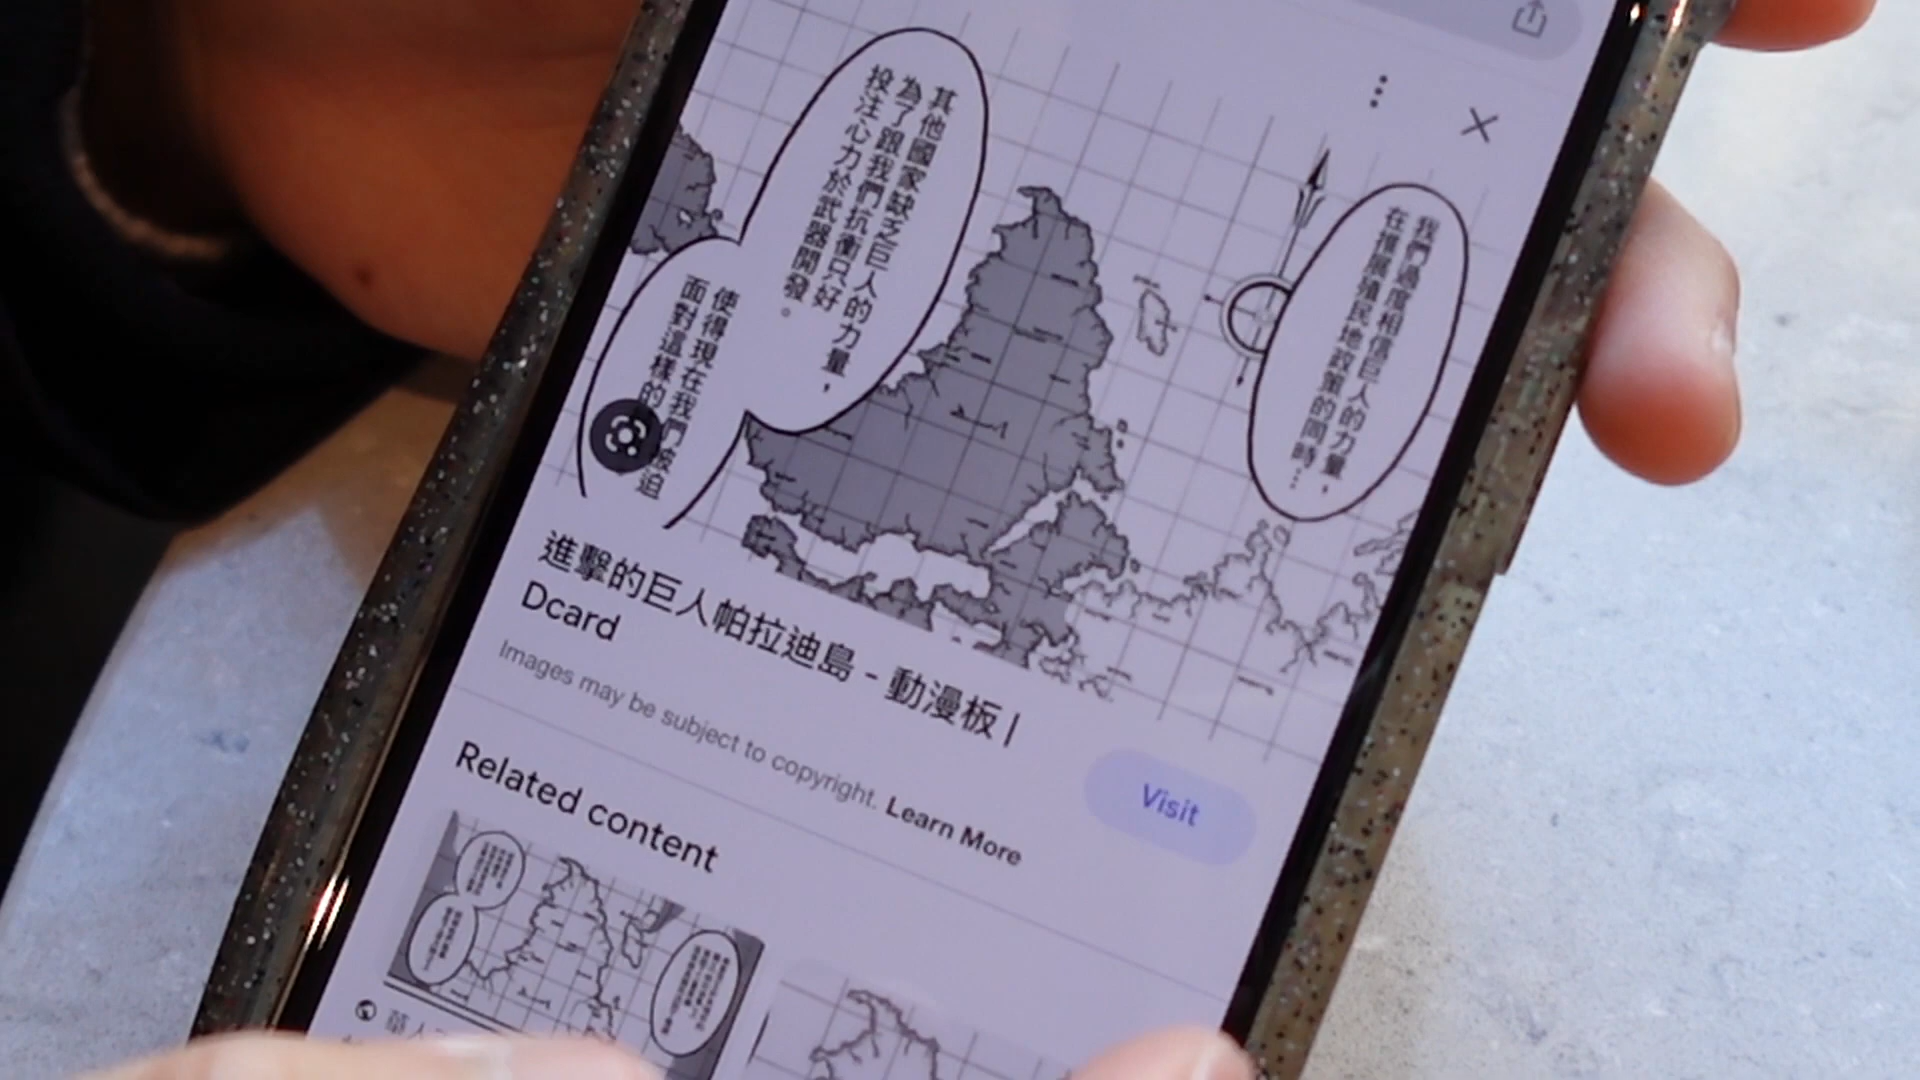 我們過度相信巨人的力量，
在推展殖民地政策的同時…
其他國家缺乏巨人的力量，
為了跟我們抗衡只好
投注心力於武器開發。
使得現在我們被迫
面對這樣的
進擊的巨人帕拉迪島 - 動漫板 |
Dcard
Images may be subject to copyright. Learn More
Visit
Related content